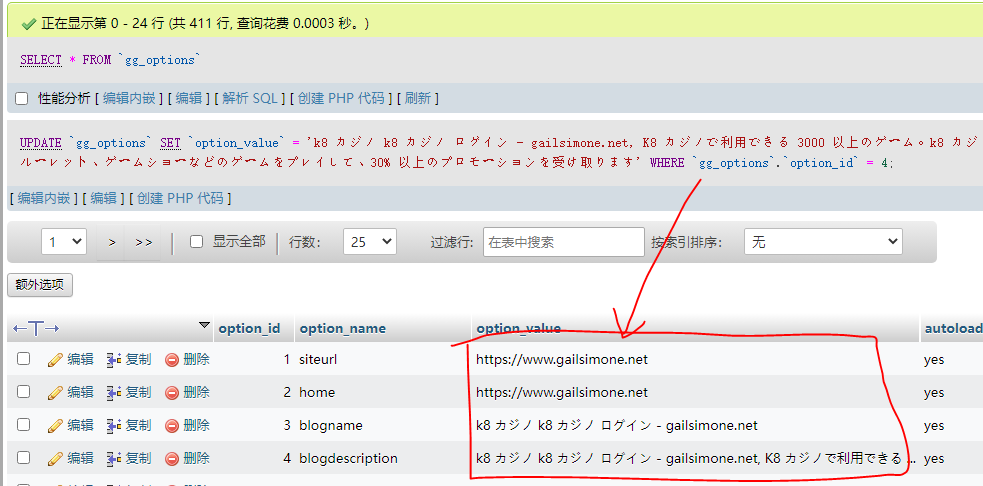 正在显示第 0 - 24 行 (共 411 行, 查询花费 0.0003 秒。)
SELECT * FROM `gg_options`
性能分析 [ 编辑内嵌 ] [ 编辑 ] [ 解析 SQL ] [ 创建 PHP 代码 ] [ 刷新 ]
UPDATE `gg_options` SET `option_value` = 'k8 カジノ k8 カジノ ログイン - gailsimone.net, K8 カジノで利用できる 3000 以上のゲーム。k8 カジ
ルーレット、ゲームショーなどのゲームをプレイして、30% 以上のプロモーションを受け取ります' WHERE `gg_options`.`option_id` = 4;
[ 编辑内嵌 ] [ 编辑 ] [ 创建 PHP 代码 ]
1 > >> 显示全部 行数: 25 过滤行: 在表中搜索 按索引排序: 无
额外选项
←T→ option_id option_name option_value autoload
编辑 复制 删除 1 siteurl https://www.gailsimone.net yes
编辑 复制 删除 2 home https://www.gailsimone.net yes
编辑 复制 删除 3 blogname k8 カジノ k8 カジノ ログイン - gailsimone.net yes
编辑 复制 删除 4 blogdescription k8 カジノ k8 カジノ ログイン - gailsimone.net, K8 カジノで利用できる ... yes